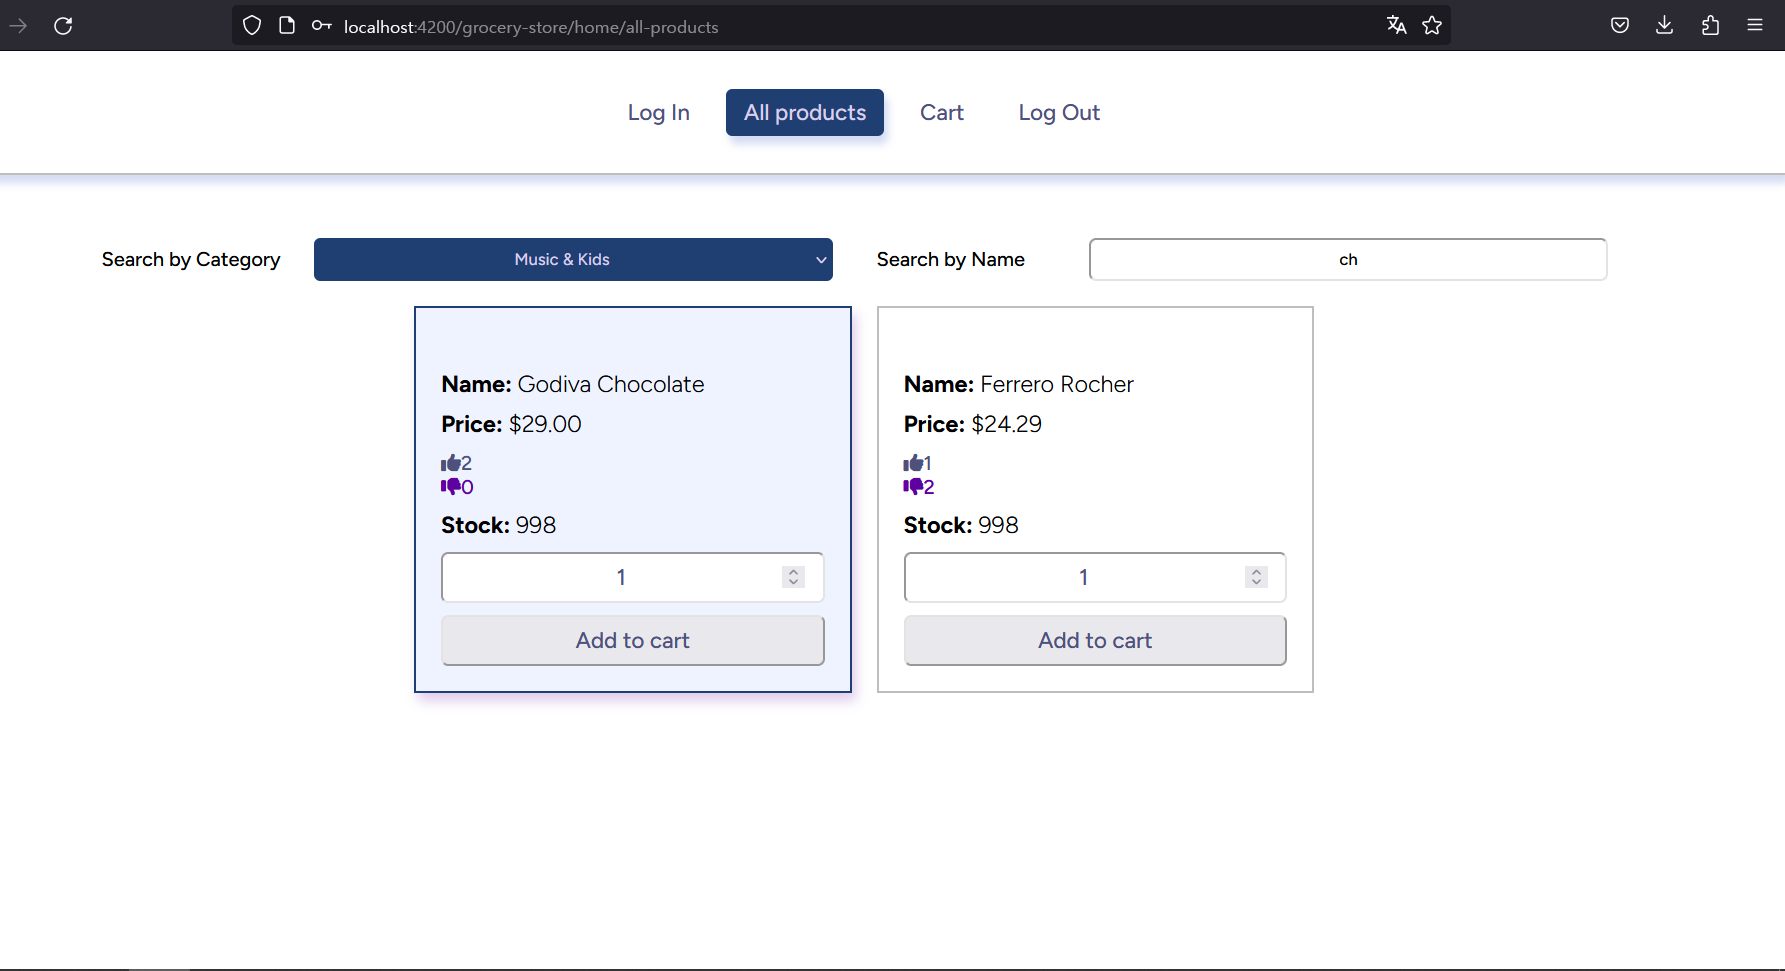 localhost:4200/grocery-store/home/all-products
Log In All products Cart Log Out
Search by Category Music & Kids Search by Name ch
Name: Godiva Chocolate
Price: $29.00
2
0
Stock: 998
1
Add to cart
Name: Ferrero Rocher
Price: $24.29
1
2
Stock: 998
1
Add to cart